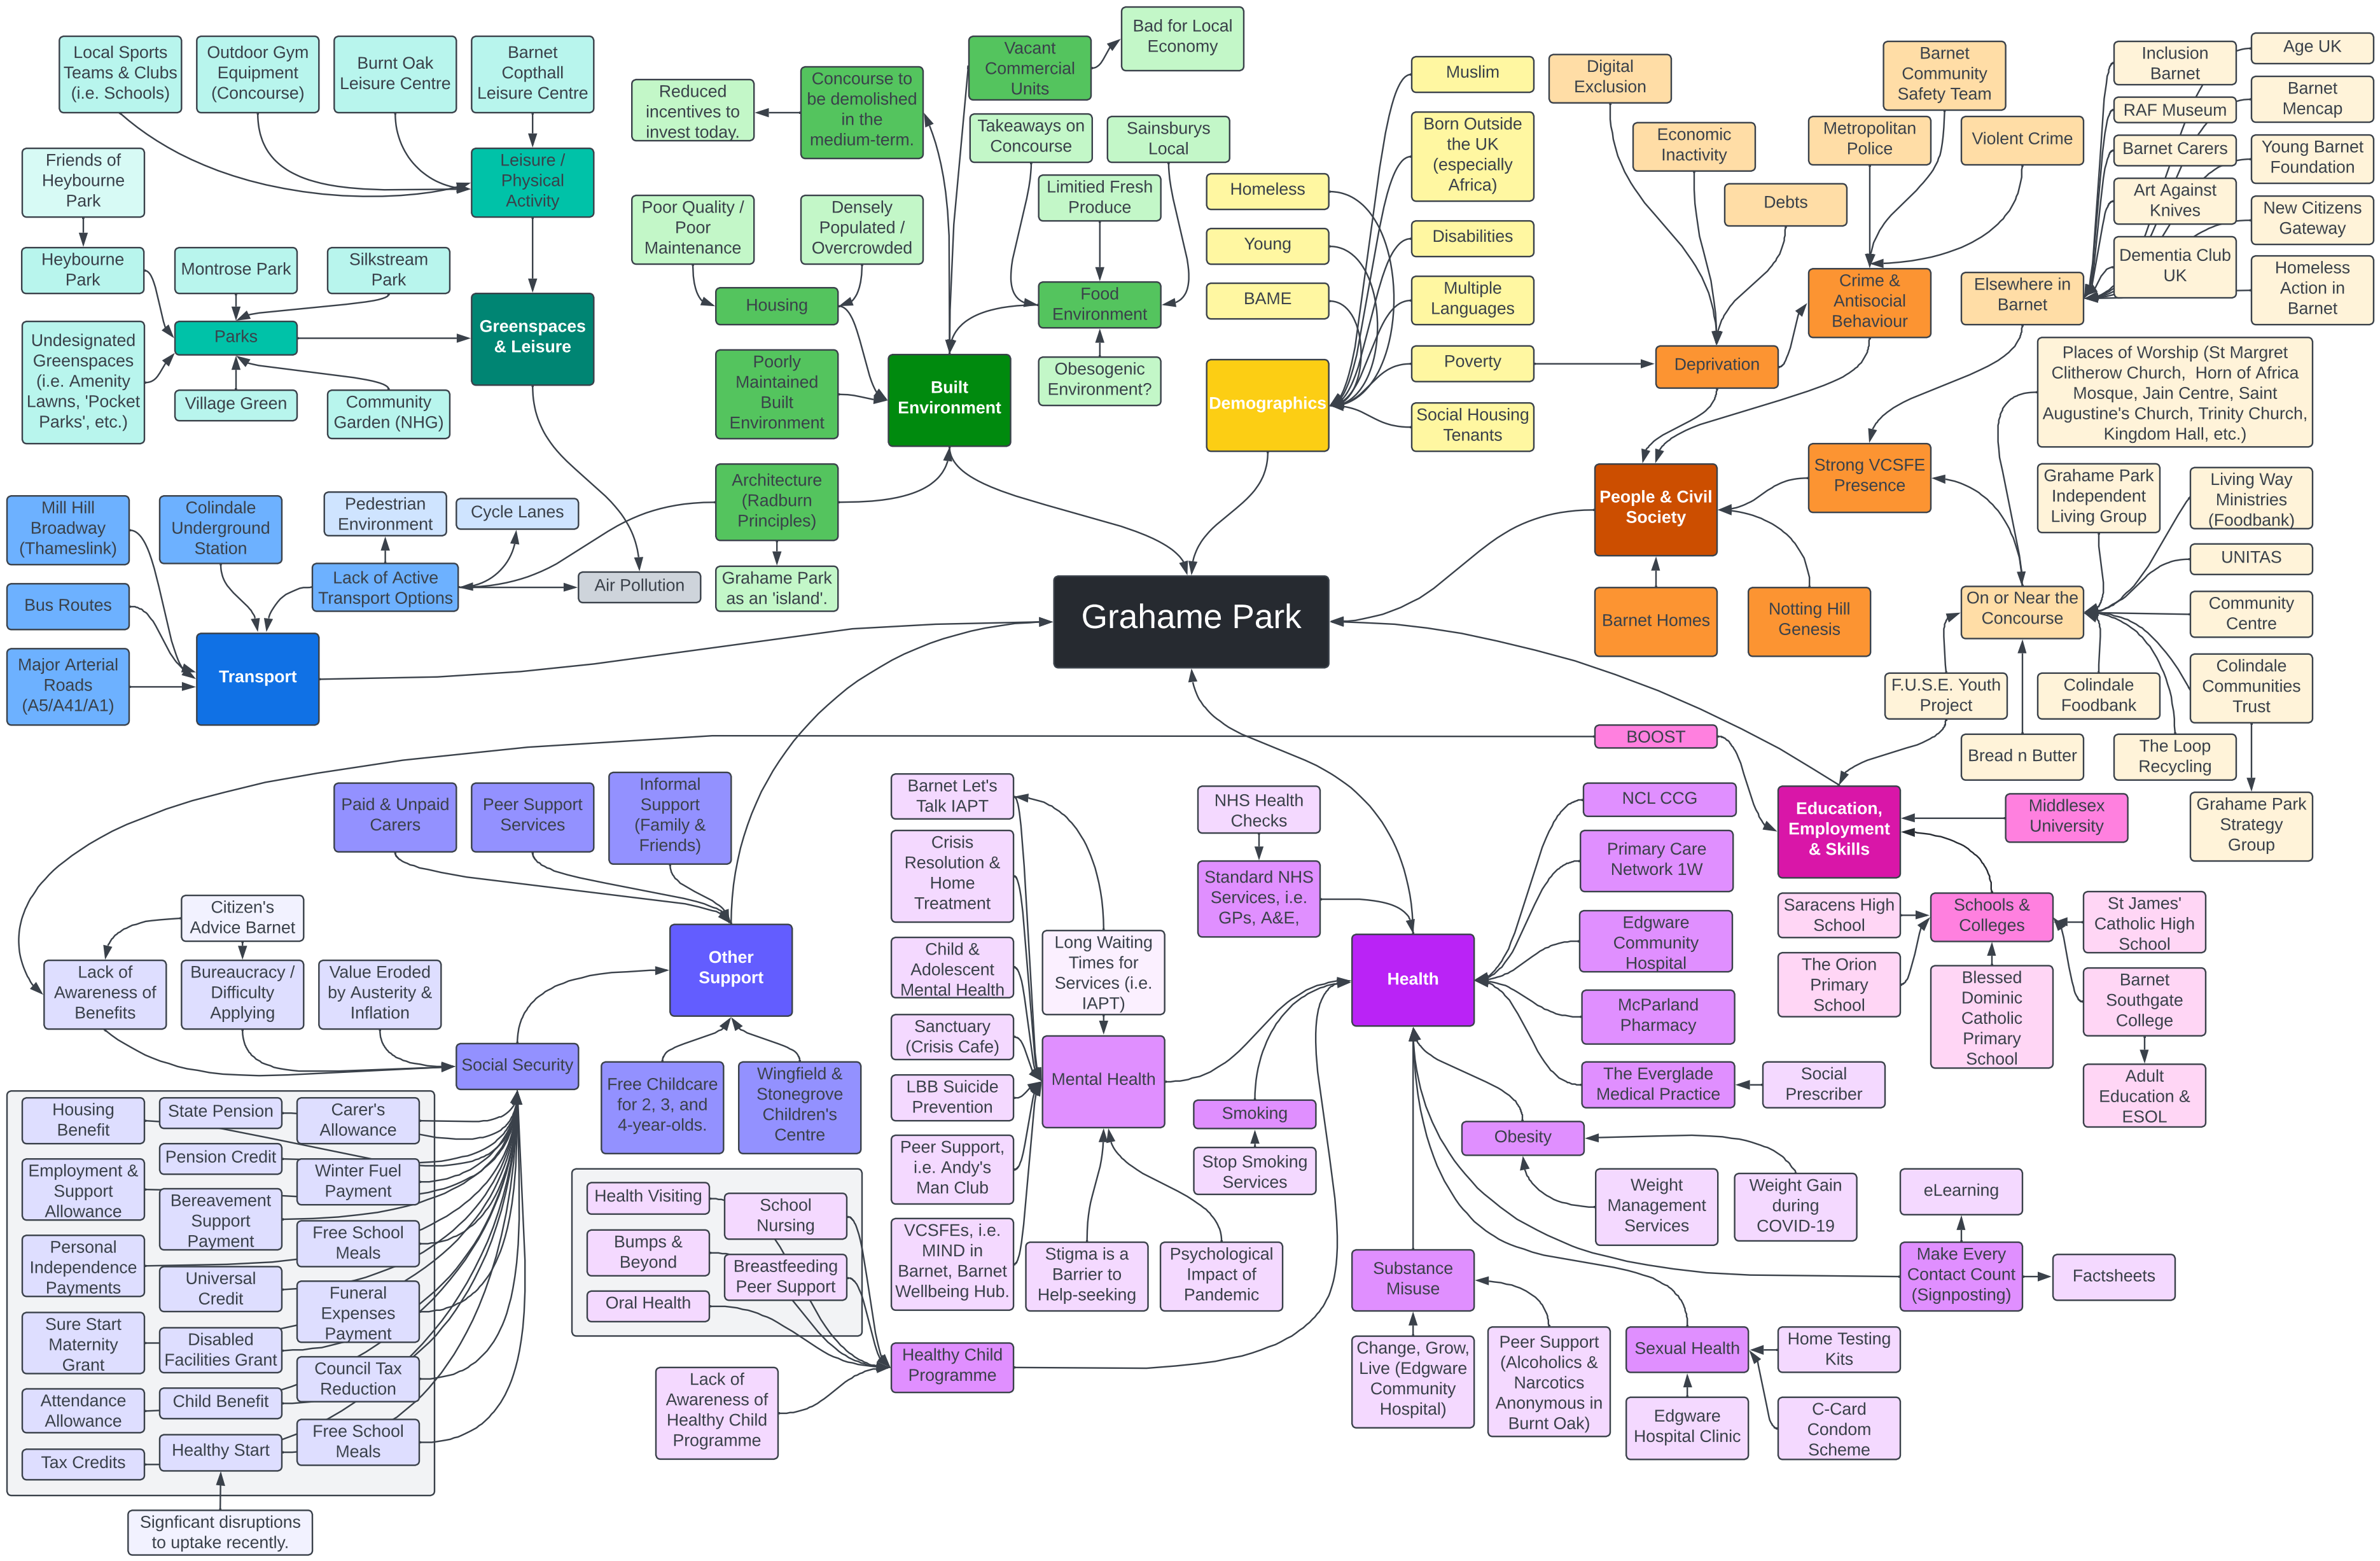 Local Sports
Teams & Clubs
(i.e. Schools)
Outdoor Gym
Equipment
(Concourse)
Burnt Oak
Leisure Centre
Barnet
Copthall
Leisure Centre
Friends of
Heybourne
Park
Leisure /
Physical
Activity
Heybourne
Park
Montrose Park
Silkstream
Park
Undesignated
Greenspaces
(i.e. Amenity
Lawns, 'Pocket
Parks', etc.)
Parks
Village Green
Community
Garden (NHG)
Greenspaces
& Leisure
Reduced
incentives to
invest today.
Concourse to
be demolished
in the
medium-term.
Vacant
Commercial
Units
Bad for Local
Economy
Takeaways on
Concourse
Sainsburys
Local
Limitied Fresh
Produce
Poor Quality /
Poor
Maintenance
Densely
Populated /
Overcrowded
Housing
Food
Environment
Obesogenic
Environment?
Poorly
Maintained
Built
Environment
Built
Environment
Architecture
(Radburn
Principles)
Grahame Park
as an 'island'.
Homeless
Young
BAME
Demographics
Muslim
Born Outside
the UK
(especially
Africa)
Disabilities
Multiple
Languages
Poverty
Social Housing
Tenants
Digital
Exclusion
Economic
Inactivity
Debts
Deprivation
Barnet
Community
Safety Team
Metropolitan
Police
Violent Crime
Crime &
Antisocial
Behaviour
Elsewhere in
Barnet
Inclusion
Barnet
RAF Museum
Barnet Carers
Art Against
Knives
Dementia Club
UK
Age UK
Barnet
Mencap
Young Barnet
Foundation
New Citizens
Gateway
Homeless
Action in
Barnet
Places of Worship (St Margret
Clitherow Church,  Horn of Africa
Mosque, Jain Centre, Saint
Augustine's Church, Trinity Church,
Kingdom Hall, etc.)
Strong VCSFE
Presence
People & Civil
Society
Barnet Homes
Notting Hill
Genesis
Grahame Park
Independent
Living Group
Living Way
Ministries
(Foodbank)
UNITAS
Community
Centre
On or Near the
Concourse
Colindale
Communities
Trust
F.U.S.E. Youth
Project
Colindale
Foodbank
Bread n Butter
The Loop
Recycling
Grahame Park
Strategy
Group
Mill Hill
Broadway
(Thameslink)
Colindale
Underground
Station
Pedestrian
Environment
Cycle Lanes
Bus Routes
Lack of Active
Transport Options
Air Pollution
Major Arterial
Roads
(A5/A41/A1)
Transport
Grahame Park
BOOST
Education,
Employment
& Skills
Middlesex
University
Saracens High
School
Schools &
Colleges
St James'
Catholic High
School
The Orion
Primary
School
Blessed
Dominic
Catholic
Primary
School
Barnet
Southgate
College
Adult
Education &
ESOL
Paid & Unpaid
Carers
Peer Support
Services
Informal
Support
(Family &
Friends)
Citizen's
Advice Barnet
Lack of
Awareness of
Benefits
Bureaucracy /
Difficulty
Applying
Value Eroded
by Austerity &
Inflation
Other
Support
Social Security
Free Childcare
for 2, 3, and
4-year-olds.
Wingfield &
Stonegrove
Children's
Centre
Housing
Benefit
State Pension
Carer's
Allowance
Employment &
Support
Allowance
Pension Credit
Winter Fuel
Payment
Bereavement
Support
Payment
Free School
Meals
Personal
Independence
Payments
Universal
Credit
Funeral
Expenses
Payment
Sure Start
Maternity
Grant
Disabled
Facilities Grant
Council Tax
Reduction
Attendance
Allowance
Child Benefit
Free School
Meals
Tax Credits
Healthy Start
Signficant disruptions
to uptake recently.
Barnet Let's
Talk IAPT
Crisis
Resolution &
Home
Treatment
Child &
Adolescent
Mental Health
Sanctuary
(Crisis Cafe)
LBB Suicide
Prevention
Peer Support,
i.e. Andy's
Man Club
VCSFEs, i.e.
MIND in
Barnet, Barnet
Wellbeing Hub.
Long Waiting
Times for
Services (i.e.
IAPT)
Mental Health
Stigma is a
Barrier to
Help-seeking
Psychological
Impact of
Pandemic
Health Visiting
School
Nursing
Bumps &
Beyond
Breastfeeding
Peer Support
Oral Health
Healthy Child
Programme
Lack of
Awareness of
Healthy Child
Programme
NHS Health
Checks
Standard NHS
Services, i.e.
GPs, A&E,
Health
NCL CCG
Primary Care
Network 1W
Edgware
Community
Hospital
McParland
Pharmacy
The Everglade
Medical Practice
Social
Prescriber
Smoking
Stop Smoking
Services
Obesity
Weight
Management
Services
Weight Gain
during
COVID-19
Substance
Misuse
Change, Grow,
Live (Edgware
Community
Hospital)
Peer Support
(Alcoholics &
Narcotics
Anonymous in
Burnt Oak)
Sexual Health
Home Testing
Kits
Edgware
Hospital Clinic
C-Card
Condom
Scheme
eLearning
Make Every
Contact Count
(Signposting)
Factsheets